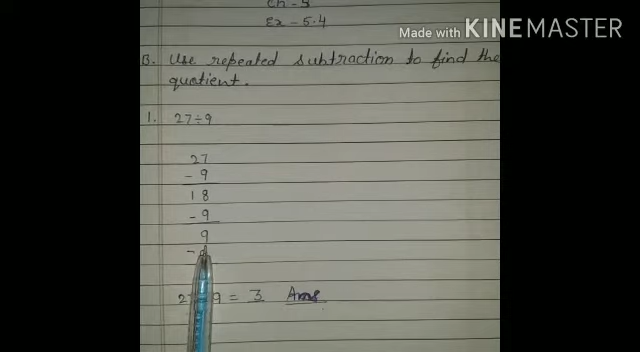 Ch - 5
Ex - 5.4
Made with KINEMASTER
B. Use repeated subtraction to find the
quotient.
1. 27÷9
27
- 9
18
- 9
9
-
9 = 3 Ans